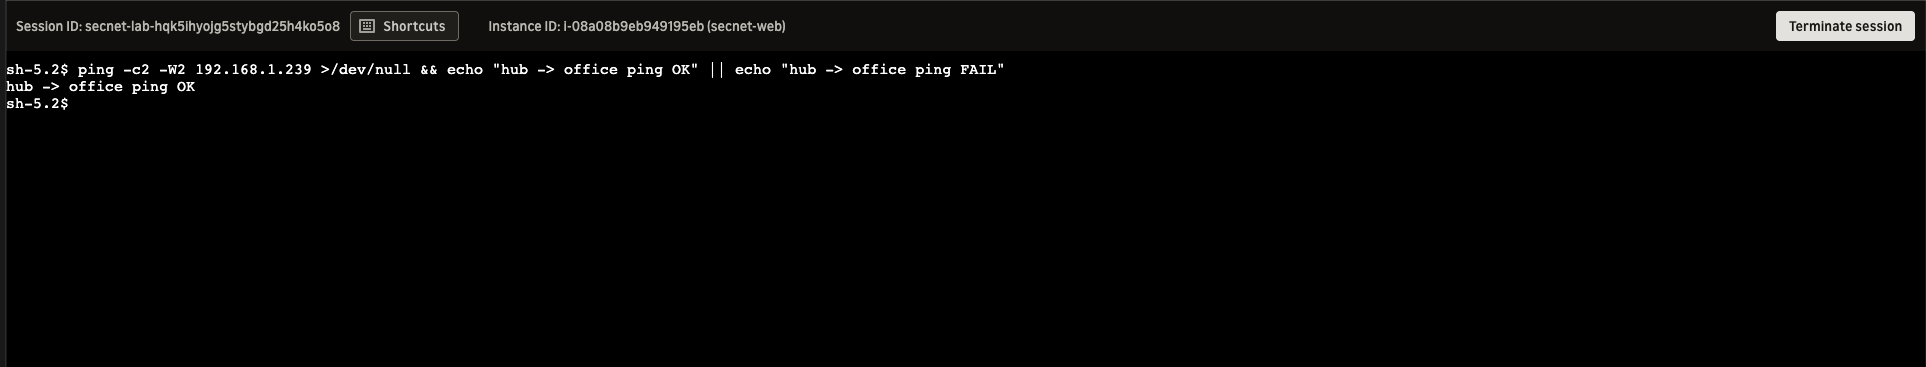 Session ID: secnet-lab-hqk5ihyojg5stybgd25h4ko5o8 Shortcuts Instance ID: i-08a08b9eb949195eb (secnet-web) Terminate session
sh-5.2$ ping -c2 -W2 192.168.1.239 >/dev/null && echo "hub -> office ping OK" || echo "hub -> office ping FAIL"
hub -> office ping OK
sh-5.2$